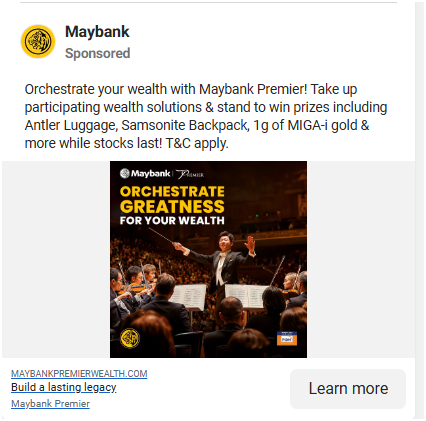 Maybank
Sponsored
Orchestrate your wealth with Maybank Premier! Take up
participating wealth solutions & stand to win prizes including
Antler Luggage, Samsonite Backpack, 1g of MIGA-i gold &
more while stocks last! T&C apply.
Maybank PREMIER
ORCHESTRATE
GREATNESS
FOR YOUR WEALTH
MAYBANKPREMIERWEALTH.COM
Build a lasting legacy
Maybank Premier
Learn more